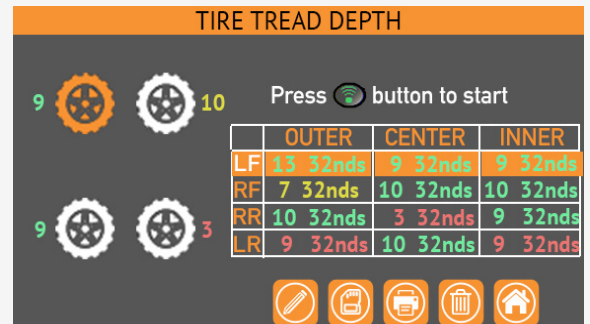 TIRE TREAD DEPTH
9 10
Press button to start
OUTER CENTER INNER
LF 13 32nds 9 32nds 9 32nds
RF 7 32nds 10 32nds 10 32nds
RR 10 32nds 3 32nds 9 32nds
LR 9 32nds 10 32nds 9 32nds
9 3